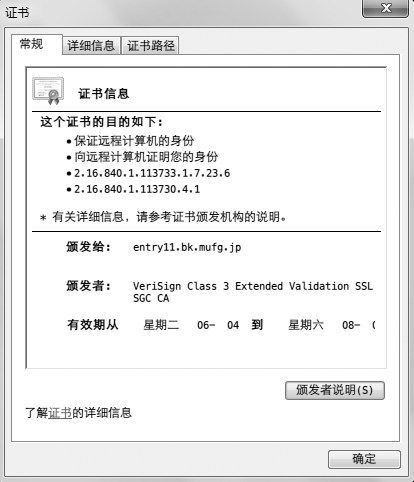 证书
常规 详细信息 证书路径
证书信息
这个证书的目的如下:
• 保证远程计算机的身份
• 向远程计算机证明您的身份
• 2.16.840.1.113733.1.7.23.6
• 2.16.840.1.113730.4.1
* 有关详细信息，请参考证书颁发机构的说明。
颁发给: entry11.bk.mufg.jp
颁发者: VeriSign Class 3 Extended Validation SSL
SGC CA
有效期从 星期二 06- 04 到 星期六 08-
颁发者说明(S)
了解证书的详细信息
确定